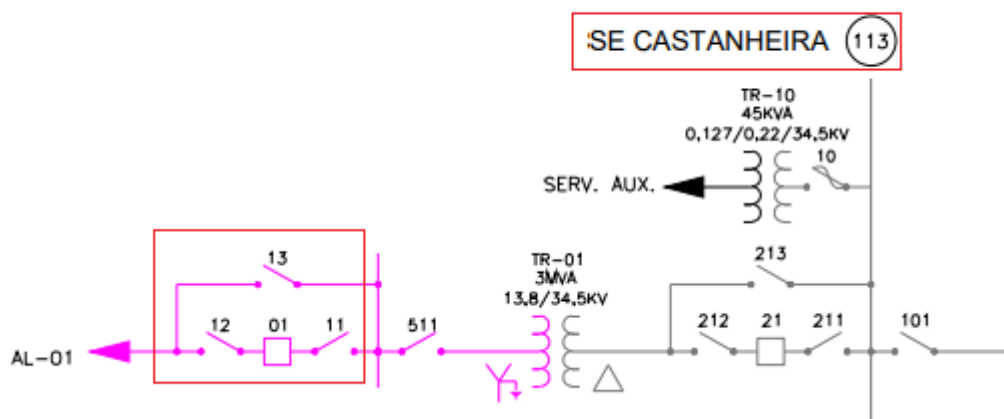 SE CASTANHEIRA 113
TR-10
45KVA
0,127/0,22/34,5KV
10
SERV. AUX.
13
TR-01
3MVA
13,8/34,5KV
213
12 01 11 511
212 21 211 101
AL-01